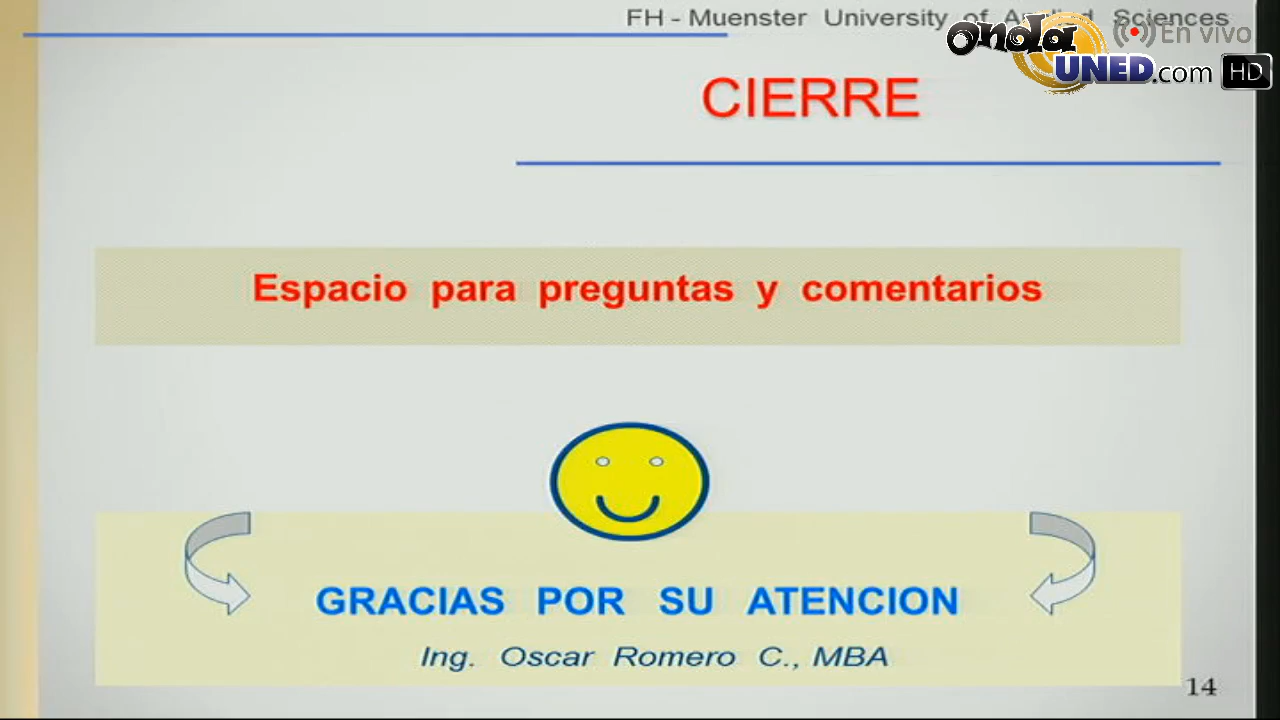 FH - Muenster University of Applied Sciences
onda
UNED.com
En vivo
HD
CIERRE
Espacio para preguntas y comentarios
GRACIAS POR SU ATENCION
Ing. Oscar Romero C., MBA
14